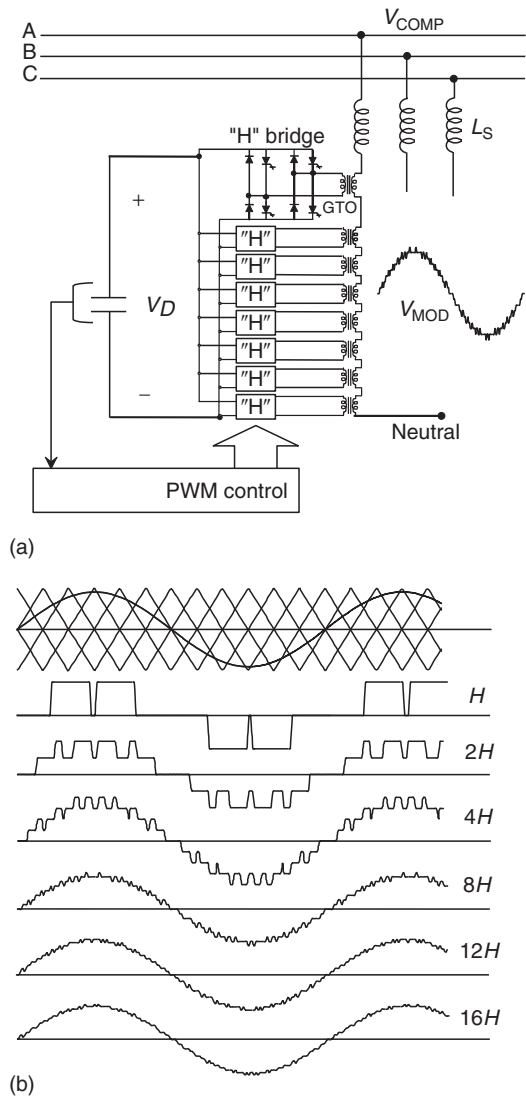 A
B
C
V_COMP
L_S
"H" bridge
GTO
+
V_D
−
"H"
"H"
"H"
"H"
"H"
"H"
"H"
V_MOD
Neutral
PWM control
(a)
H
2H
4H
8H
12H
16H
(b)